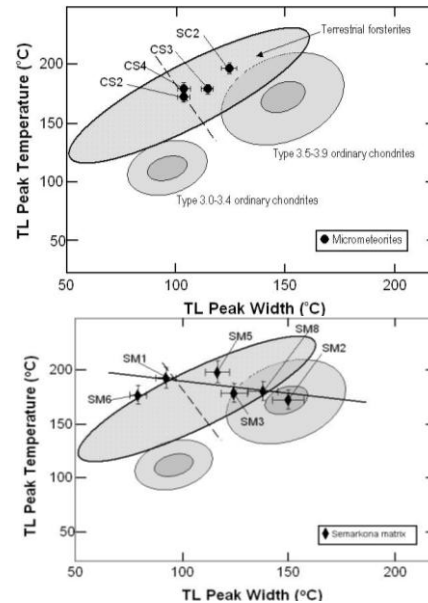 TL Peak Temperature (°C)
250
200
150
100
50
SC2
CS3
CS4
CS2
Terrestrial forsterites
Type 3.5-3.9 ordinary chondrites
Type 3.0-3.4 ordinary chondrites
Micrometeorites
50
100
150
200
TL Peak Width (°C)
TL Peak Temperature (°C)
200
150
100
50
SM5
SM8
SM1
SM2
SM6
SM3
Semarkona matrix
50
100
150
200
TL Peak Width (°C)